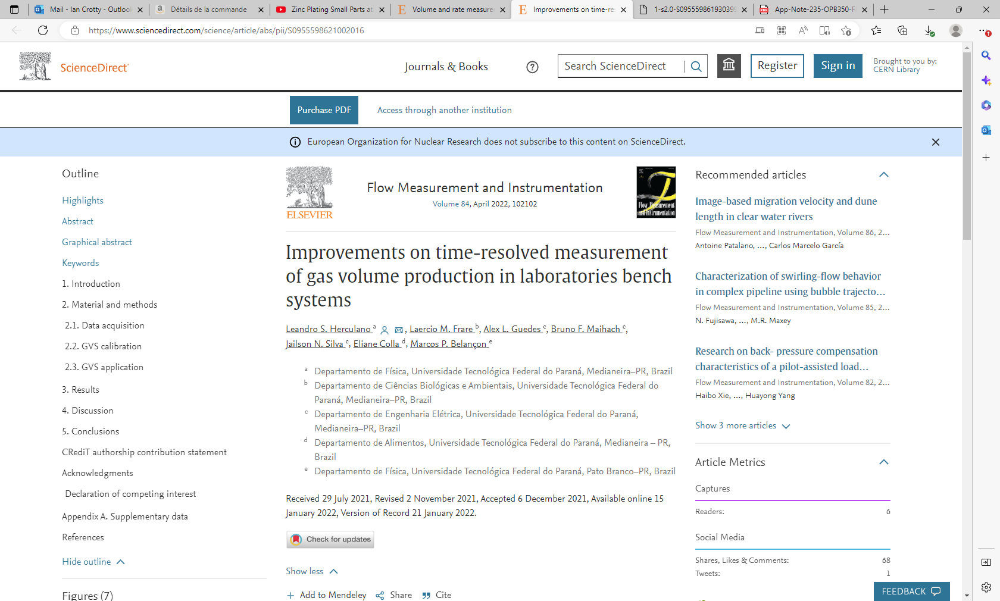 Mail - Ian Crotty - Outlook
Détails de la commande
Zinc Plating Small Parts at
Volume and rate measure
Improvements on time-re
1-s2.0-S0955598619303995
App-Note-235-OPB350-F
https://www.sciencedirect.com/science/article/abs/pii/S0955598621002016
ScienceDirect
Journals & Books
Search ScienceDirect
Register
Sign in
Brought to you by:
CERN Library
Purchase PDF
Access through another institution
European Organization for Nuclear Research does not subscribe to this content on ScienceDirect.
Outline
Highlights
Abstract
Graphical abstract
Keywords
1. Introduction
2. Material and methods
2.1. Data acquisition
2.2. GVS calibration
2.3. GVS application
3. Results
4. Discussion
5. Conclusions
CRediT authorship contribution statement
Acknowledgments
Declaration of competing interest
Appendix A. Supplementary data
References
Hide outline
Figures (7)
ELSEVIER
Flow Measurement and Instrumentation
Volume 84, April 2022, 102102
Flow Measurement
and Instrumentation
Improvements on time-resolved measurement
of gas volume production in laboratories bench
systems
Leandro S. Herculano a, Laercio M. Frare b, Alex L. Guedes c, Bruno F. Maihach c,
Jailson N. Silva c, Eliane Colla d, Marcos P. Belançon e
a Departamento de Física, Universidade Tecnológica Federal do Paraná, Medianeira–PR, Brazil
b Departamento de Ciências Biológicas e Ambientais, Universidade Tecnológica Federal do
Paraná, Medianeira–PR, Brazil
c Departamento de Engenharia Elétrica, Universidade Tecnológica Federal do Paraná,
Medianeira–PR, Brazil
d Departamento de Alimentos, Universidade Tecnológica Federal do Paraná, Medianeira – PR,
Brazil
e Departamento de Física, Universidade Tecnológica Federal do Paraná, Pato Branco–PR, Brazil
Received 29 July 2021, Revised 2 November 2021, Accepted 6 December 2021, Available online 15
January 2022, Version of Record 21 January 2022.
Check for updates
Show less
Add to Mendeley
Share
Cite
Recommended articles
Image-based migration velocity and dune
length in clear water rivers
Flow Measurement and Instrumentation, Volume 86, 2...
Antoine Patalano, ..., Carlos Marcelo García
Characterization of swirling-flow behavior
in complex pipeline using bubble trajecto...
Flow Measurement and Instrumentation, Volume 85, 2...
N. Fujisawa, ..., M.R. Maxey
Research on back- pressure compensation
characteristics of a pilot-assisted load...
Flow Measurement and Instrumentation, Volume 82, 2...
Haibo Xie, ..., Huayong Yang
Show 3 more articles
Article Metrics
Captures
Readers: 6
Social Media
Shares, Likes & Comments: 68
Tweets: 1
FEEDBACK